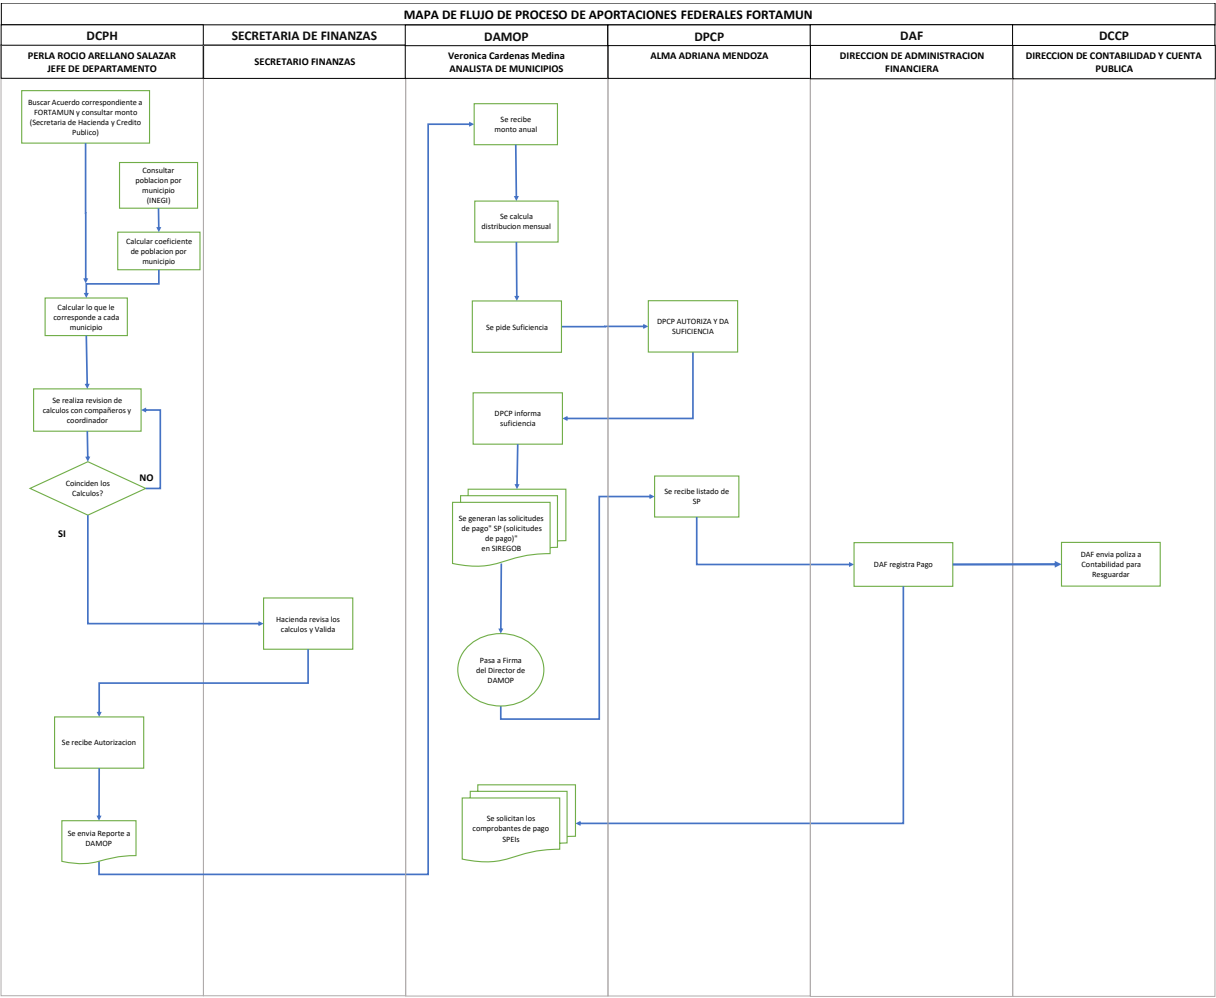 MAPA DE FLUJO DE PROCESO DE APORTACIONES FEDERALES FORTAMUN
DCPH
SECRETARIA DE FINANZAS
DAMOP
DPCP
DAF
DCCP
PERLA ROCIO ARELLANO SALAZAR
JEFE DE DEPARTAMENTO
SECRETARIO FINANZAS
Veronica Cardenas Medina
ANALISTA DE MUNICIPIOS
ALMA ADRIANA MENDOZA
DIRECCION DE ADMINISTRACION
FINANCIERA
DIRECCION DE CONTABILIDAD Y CUENTA
PUBLICA
Buscar Acuerdo correspondiente a
FORTAMUN y consultar monto
(Secretaria de Hacienda y Credito
Publico)
Consultar
poblacion por
municipio
(INEGI)
Calcular coeficiente
de poblacion por
municipio
Calcular lo que le
corresponde a cada
municipio
Se realiza revision de
calculos con compañeros y
coordinador
Coinciden los
Calculos?
NO
SI
Hacienda revisa los
calculos y Valida
Se recibe Autorizacion
Se envia Reporte a
DAMOP
Se recibe
monto anual
Se calcula
distribucion mensual
Se pide Suficiencia
DPCP AUTORIZA Y DA
SUFICIENCIA
DPCP informa
suficiencia
Se generan las solicitudes
de pago" SP (solicitudes
de pago)"
en SIREGOB
Pasa a Firma
del Director de
DAMOP
Se recibe listado de
SP
DAF registra Pago
DAF envia poliza a
Contabilidad para
Resguardar
Se solicitan los
comprobantes de pago
SPEIs